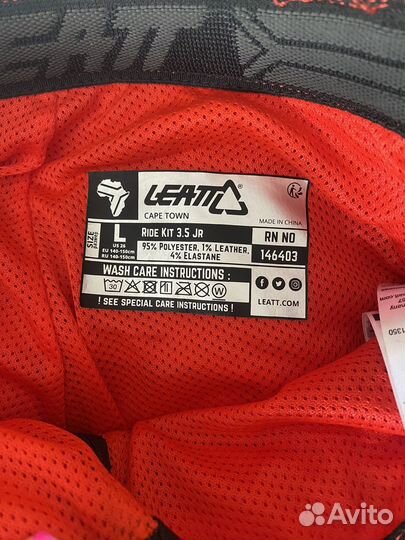 LEATT
LEATT
CAPE TOWN
MADE IN CHINA
SIZE
L
US 26
EU 140-150cm
RU 140-150cm
RIDE KIT 3.5 JR
95% POLYESTER, 1% LEATHER,
4% ELASTANE
RN NO
146403
WASH CARE INSTRUCTIONS :
30
! SEE SPECIAL CARE INSTRUCTIONS !
LEATT.COM
1350
Avito